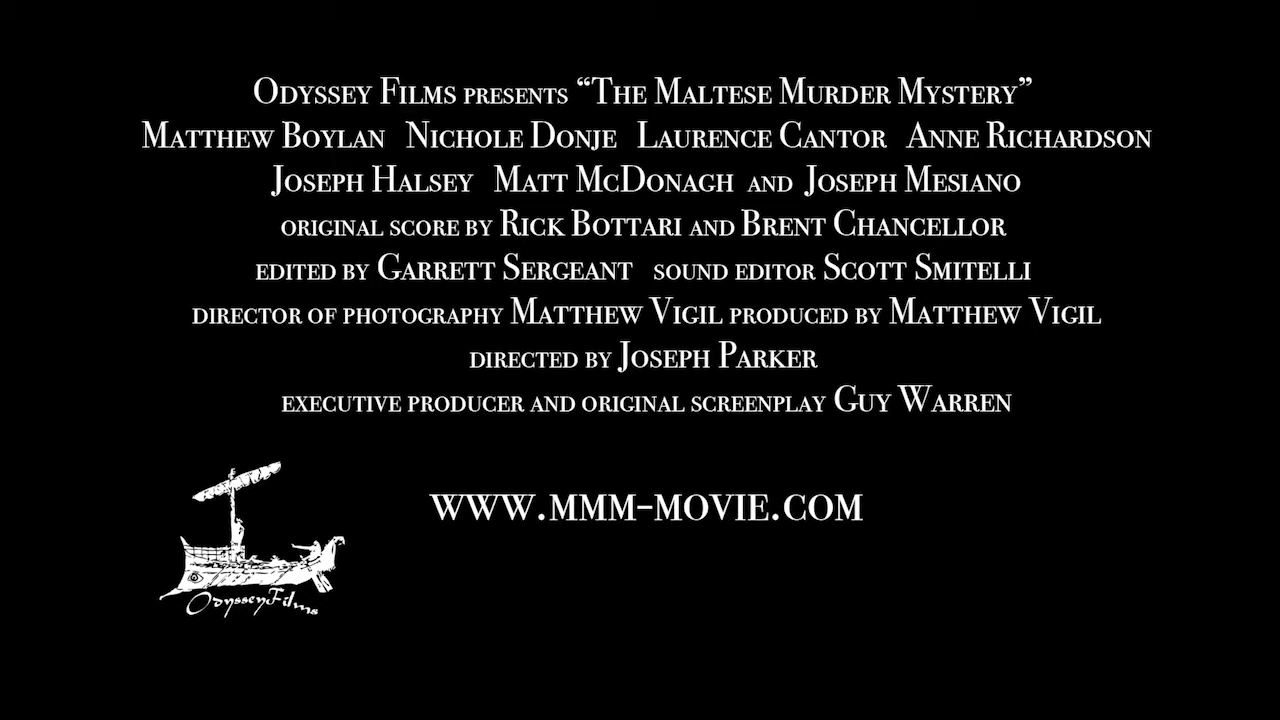 Odyssey Films presents “The Maltese Murder Mystery”
Matthew Boylan Nichole Donje Laurence Cantor Anne Richardson
Joseph Halsey Matt McDonagh and Joseph Mesiano
original score by Rick Bottari and Brent Chancellor
edited by Garrett Sergeant sound editor Scott Smitelli
director of photography Matthew Vigil produced by Matthew Vigil
directed by Joseph Parker
executive producer and original screenplay Guy Warren
www.mmm-movie.com
OdysseyFilms